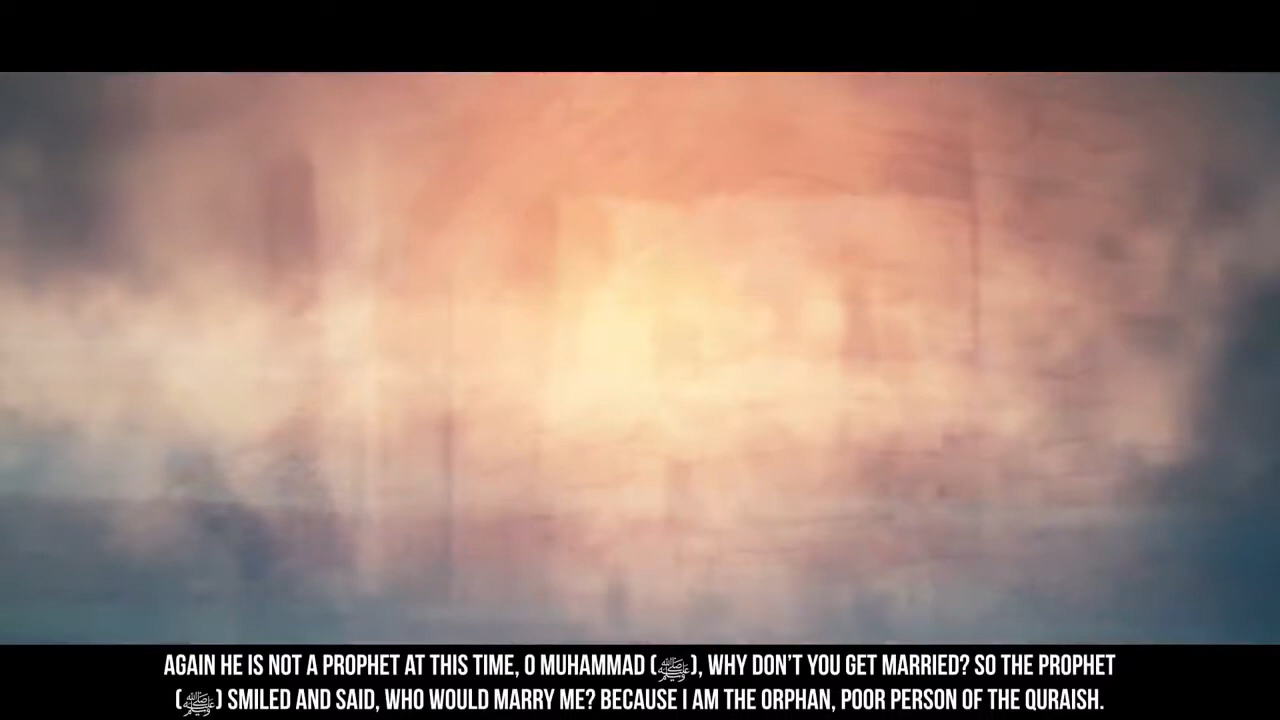 AGAIN HE IS NOT A PROPHET AT THIS TIME, O MUHAMMAD (ﷺ), WHY DON'T YOU GET MARRIED? SO THE PROPHET
(ﷺ) SMILED AND SAID, WHO WOULD MARRY ME? BECAUSE I AM THE ORPHAN, POOR PERSON OF THE QURAISH.